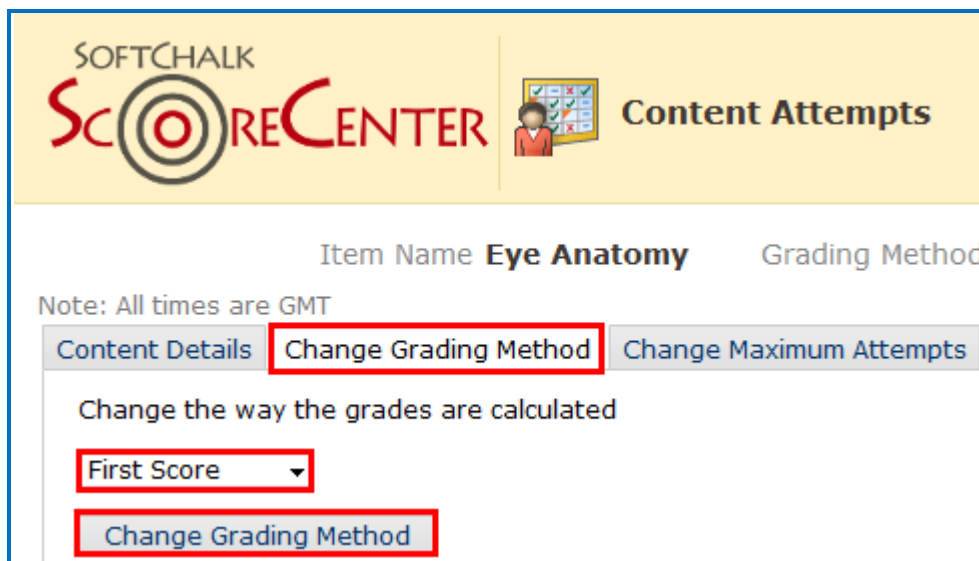 SOFTCHALK
SCORECENTER
Content Attempts
Item Name Eye Anatomy Grading Method
Note: All times are GMT
Content Details Change Grading Method Change Maximum Attempts
Change the way the grades are calculated
First Score
Change Grading Method